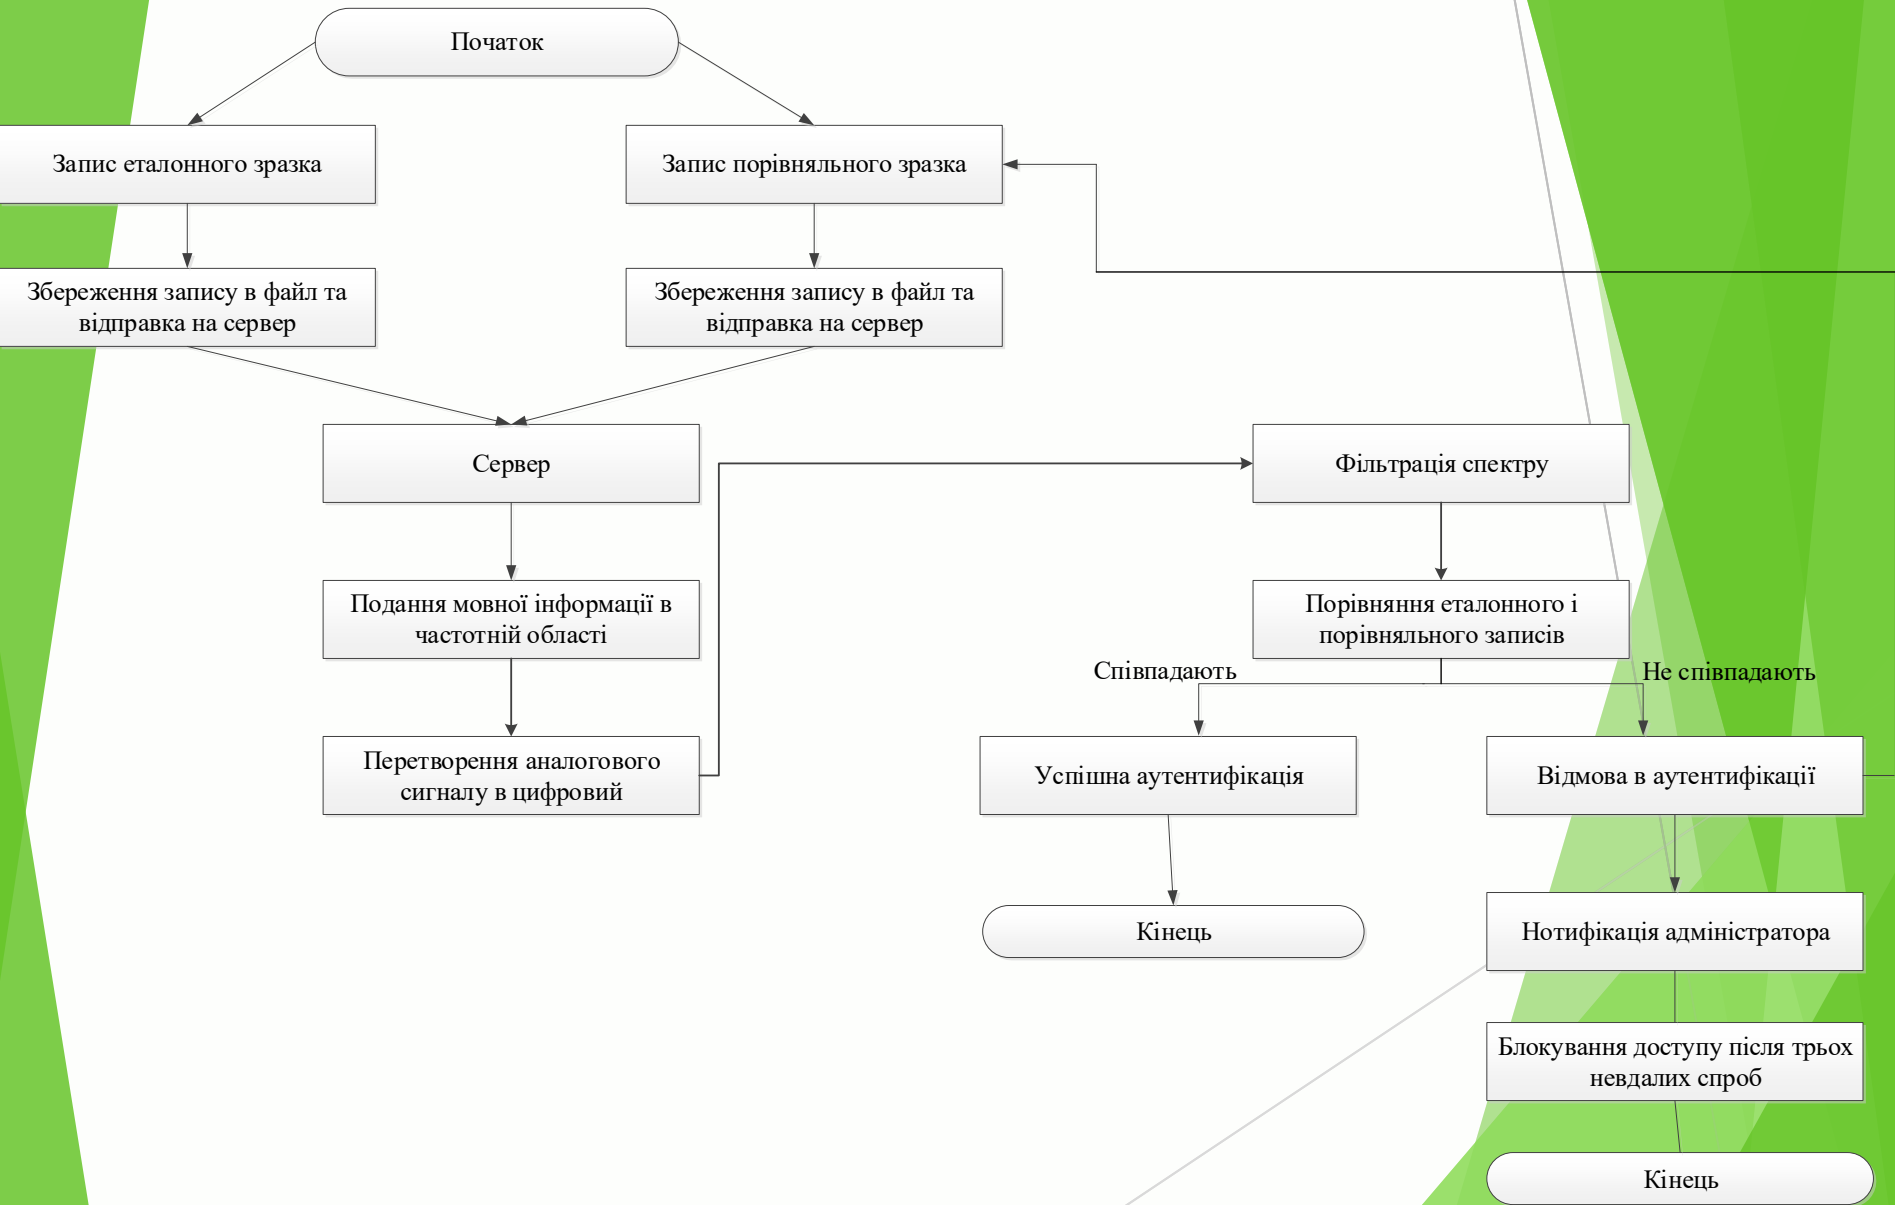 Початок
Запис еталонного зразка
Запис порівняльного зразка
Збереження запису в файл та
відправка на сервер
Збереження запису в файл та
відправка на сервер
Сервер
Подання мовної інформації в
частотній області
Перетворення аналогового
сигналу в цифровий
Фільтрація спектру
Порівняння еталонного і
порівняльного записів
Співпадають
Не співпадають
Успішна аутентифікація
Відмова в аутентифікації
Кінець
Нотифікація адміністратора
Блокування доступу після трьох
невдалих спроб
Кінець